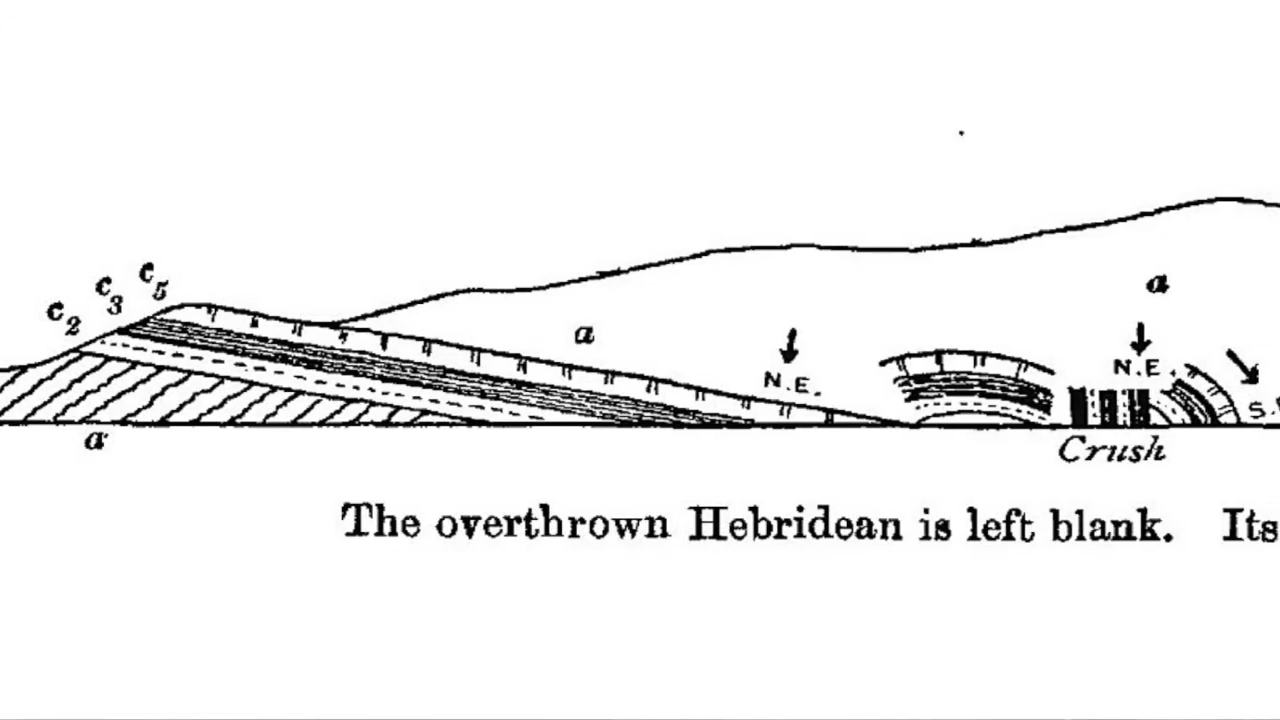 c5
c3
c2
a
a
N.E.
N.E.
S.
a
Crush
The overthrown Hebridean is left blank. Its